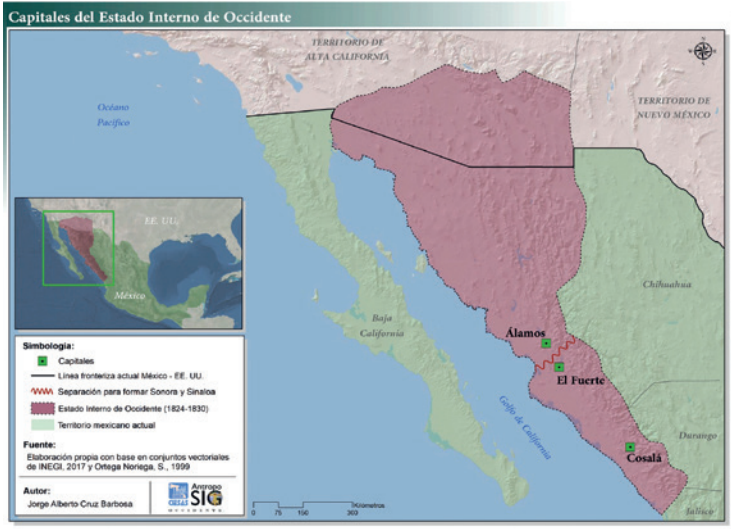 Capitales del Estado Interno de Occidente
TERRITORIO DE
ALTA CALIFORNIA
TERRITORIO DE
NUEVO MÉXICO
Océano
Pacífico
EE. UU.
México
Chihuahua
Baja
California
Álamos
El Fuerte
Golfo de California
Durango
Cosalá
Jalisco
Simbología:
Capitales
Línea fronteriza actual México - EE. UU.
Separación para formar Sonora y Sinaloa
Estado Interno de Occidente (1824-1830)
Territorio mexicano actual
Fuente:
Elaboración propia con base en conjuntos vectoriales
de INEGI, 2017 y Ortega Noriega, S., 1999
Autor:
Jorge Alberto Cruz Barbosa
CIESAS
Antropo
SIG
0 75 150 300
Kilómetros